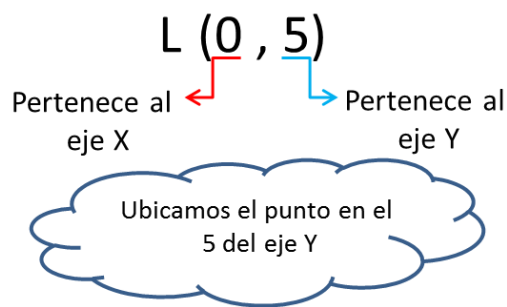 L (0 , 5)
Pertenece al
eje X
Pertenece al
eje Y
Ubicamos el punto en el
5 del eje Y